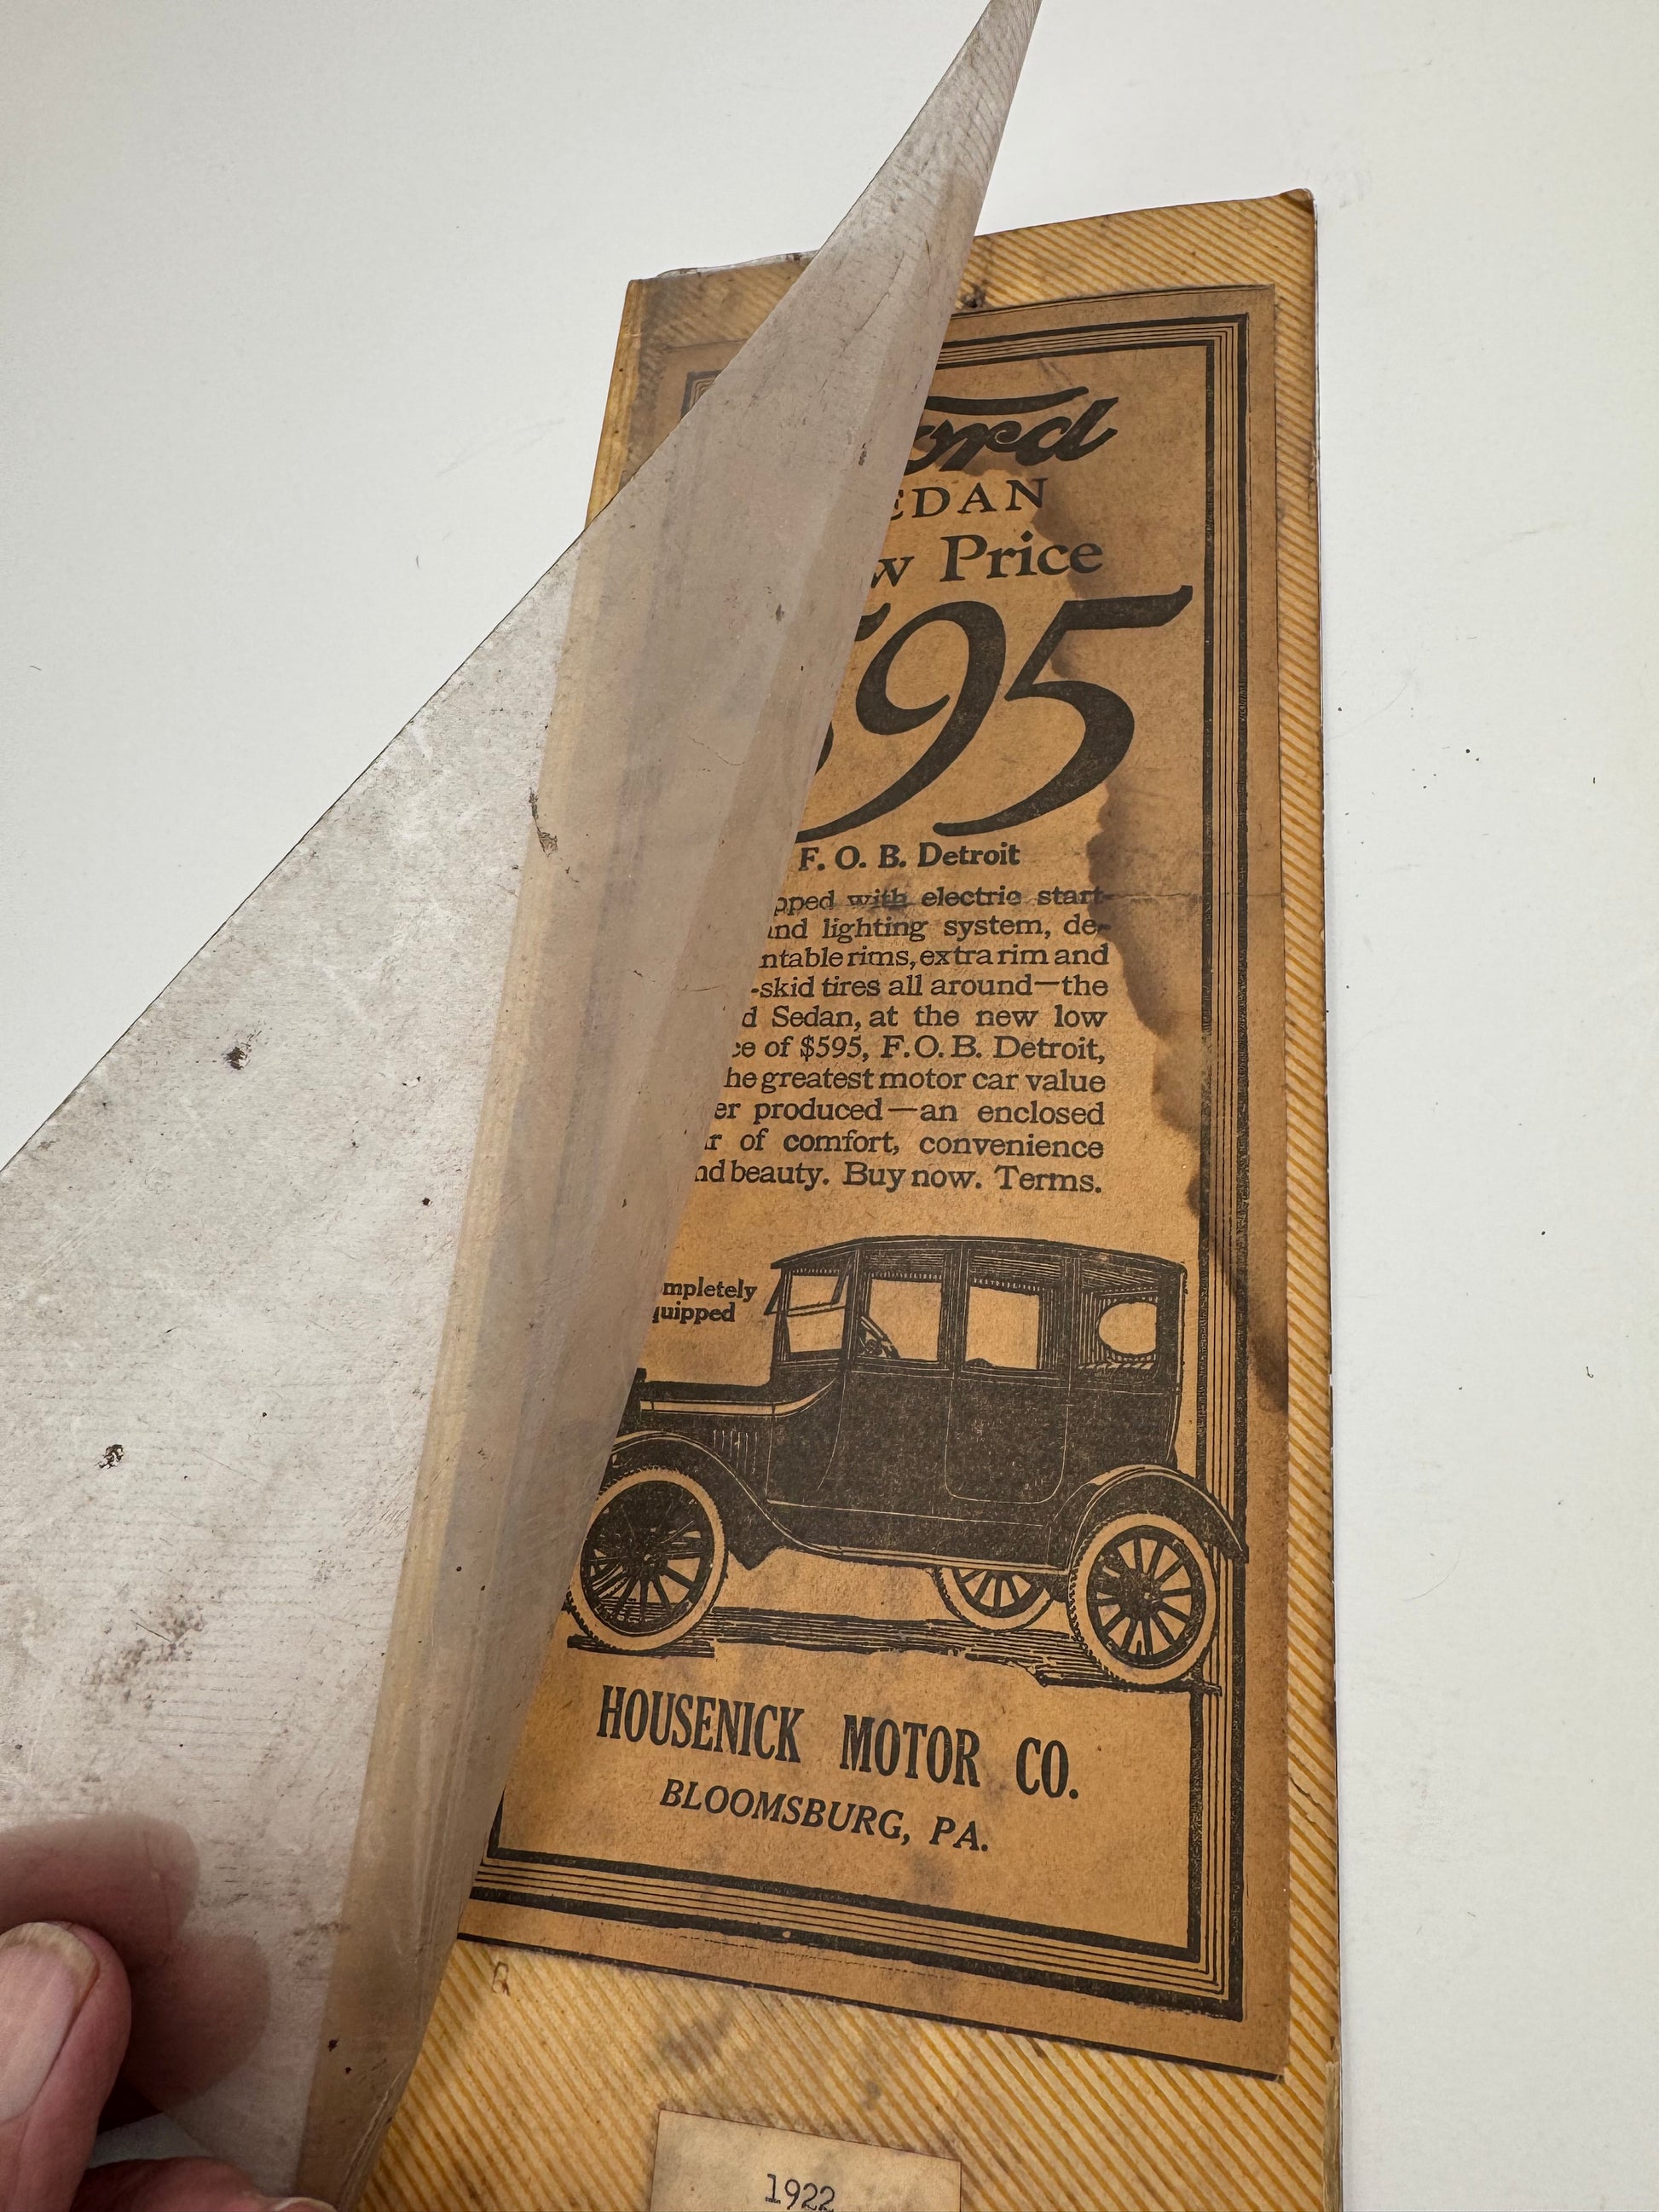 ord
EDAN
w Price
595
F. O. B. Detroit
pped with electric start-
and lighting system, de-
ntable rims, extra rim and
-skid tires all around—the
d Sedan, at the new low
ce of $595, F.O.B. Detroit,
he greatest motor car value
er produced—an enclosed
r of comfort, convenience
nd beauty. Buy now. Terms.
mpletely
quipped
HOUSENICK MOTOR CO.
BLOOMSBURG, PA.
1922